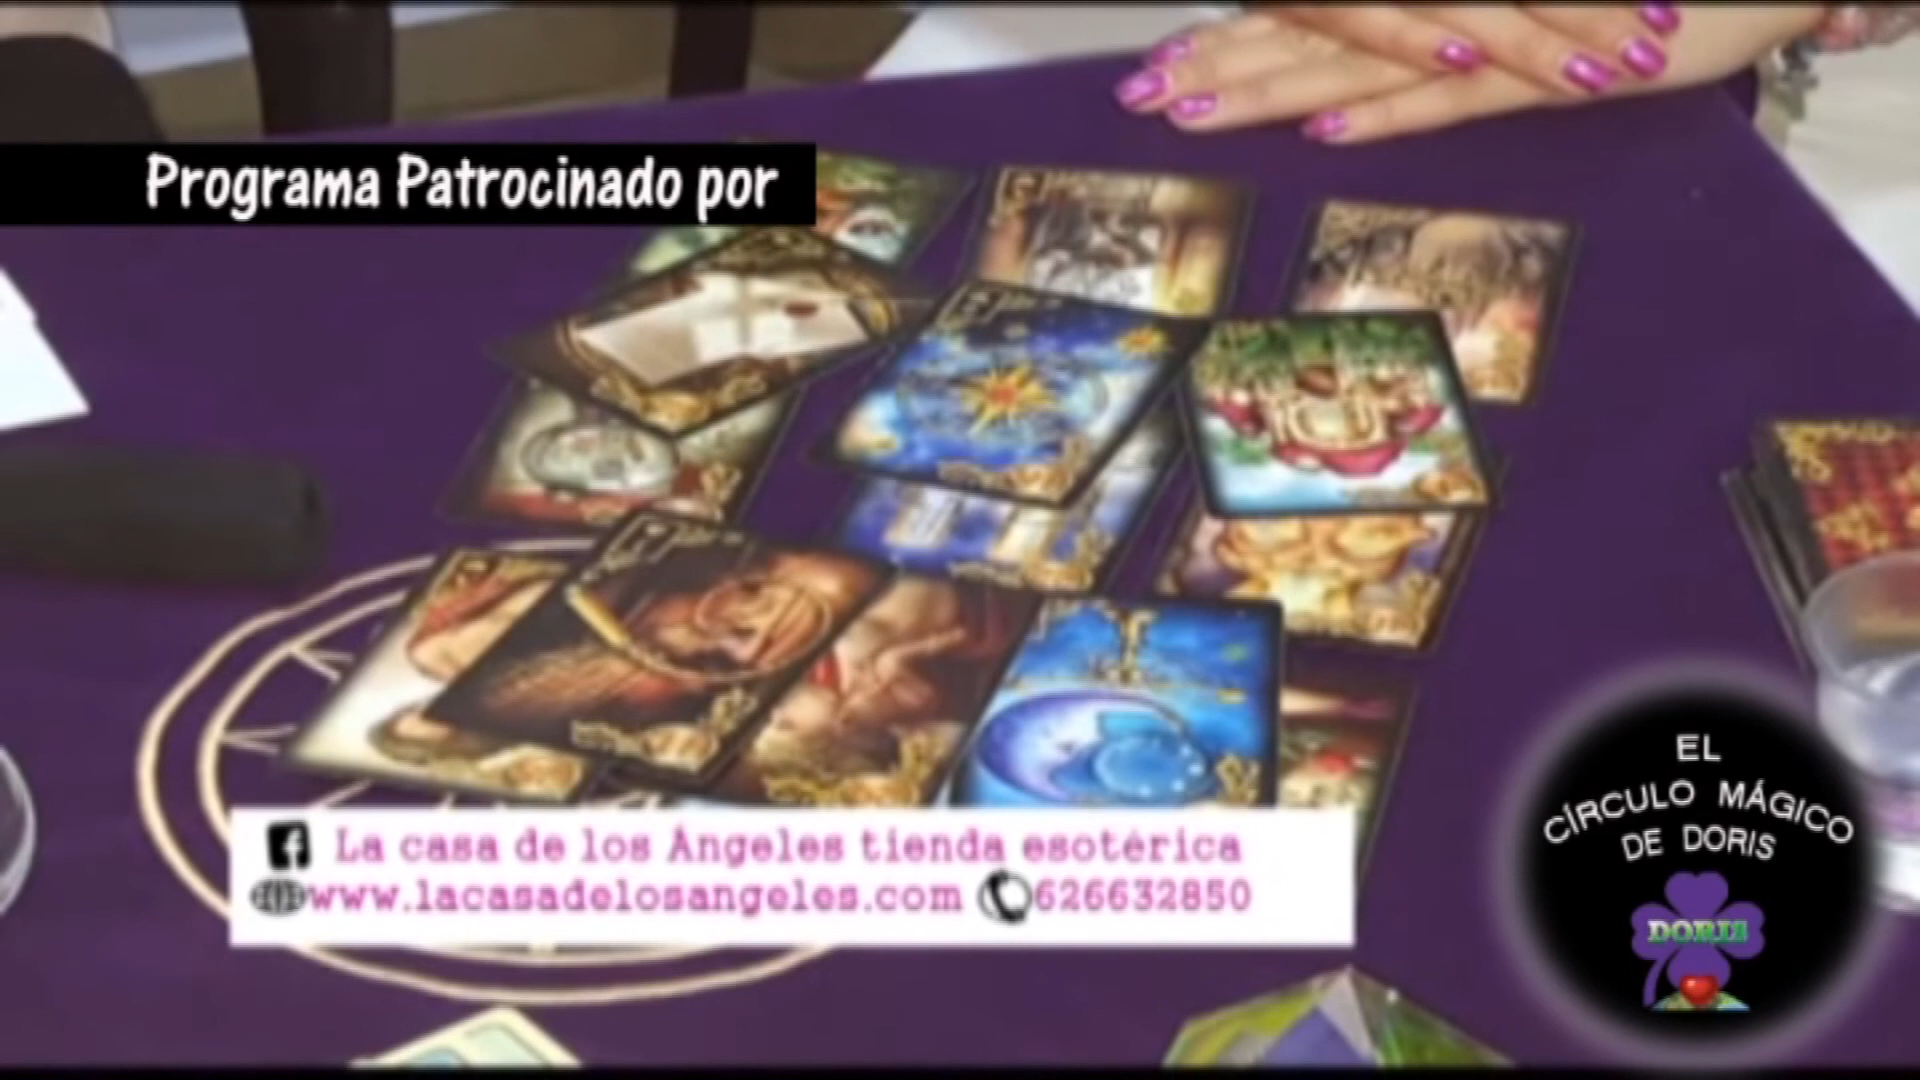 Programa Patrocinado por
La casa de los Ángeles tienda esotérica
www.lacasadelosangeles.com 626632850
EL
CÍRCULO MÁGICO
DE DORIS
DORIS